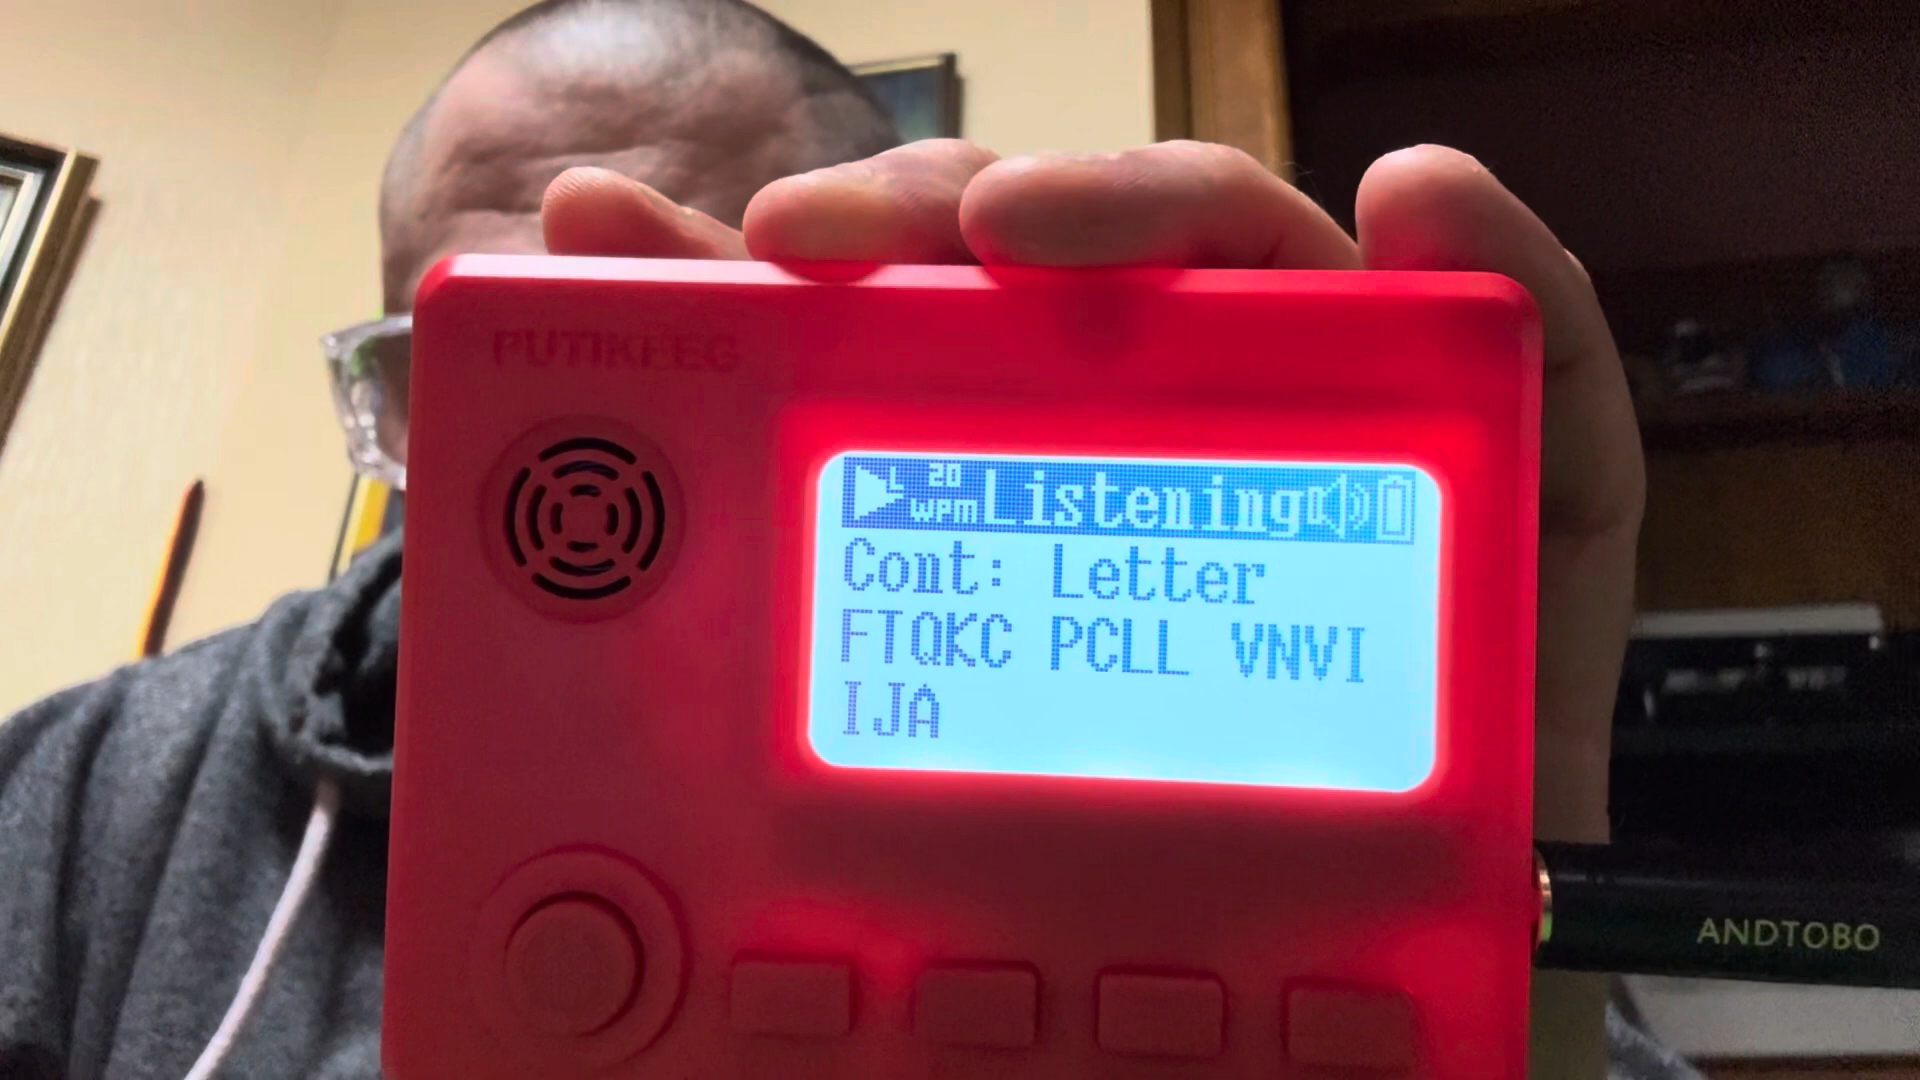 PUTIKEEG
L 20 WPM Listening
Cont: Letter
FTQKC PCLL VNVI
IJA
ANDTOBO